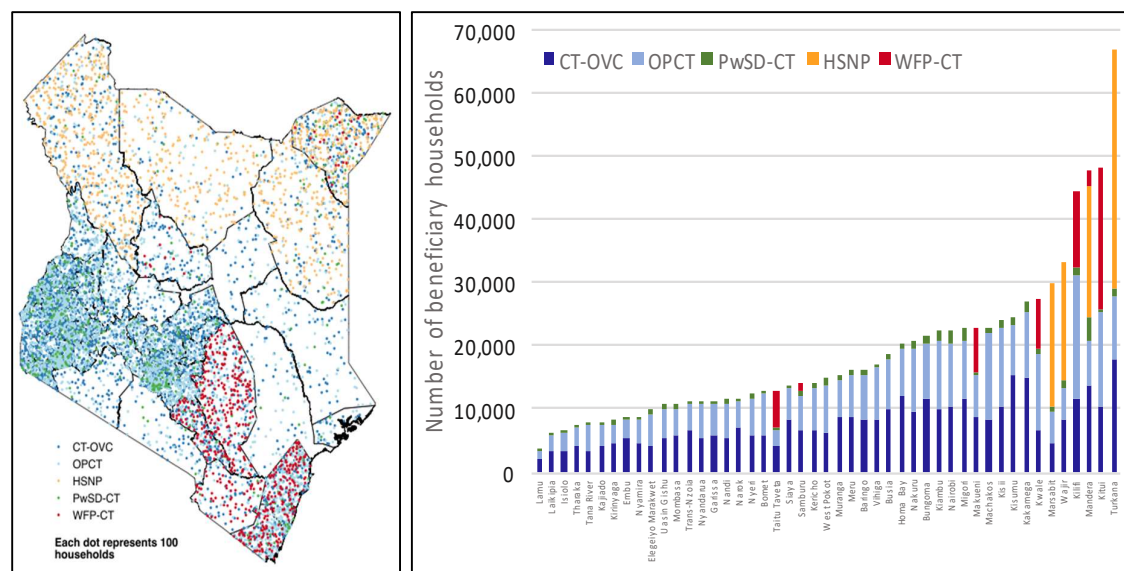 CT-OVC
OPCT
HSNP
PwSD-CT
WFP-CT
Each dot represents 100
households
70,000
60,000
50,000
40,000
30,000
20,000
10,000
0
Number of beneficiary households
CT-OVC OPCT PwSD-CT HSNP WFP-CT
Lamu
Laikipia
Isiolo
Tharaka
Tana River
Kajiado
Kirinyaga
Embu
Nyamira
Elegeiyo Marakwet
Uasin Gishu
Mombasa
Trans-Nzoia
Nyandarua
Garissa
Nandi
Narok
Nyeri
Bomet
Taita Taveta
Siaya
Samburu
Kericho
West Pokot
Muranga
Meru
Baringo
Vihiga
Busia
Homa Bay
Nakuru
Bungoma
Kiambu
Nairobi
Migori
Makueni
Machakos
Kisii
Kisumu
Kakamega
Kwale
Marsabit
Wajir
Kilifi
Mandera
Kitui
Turkana